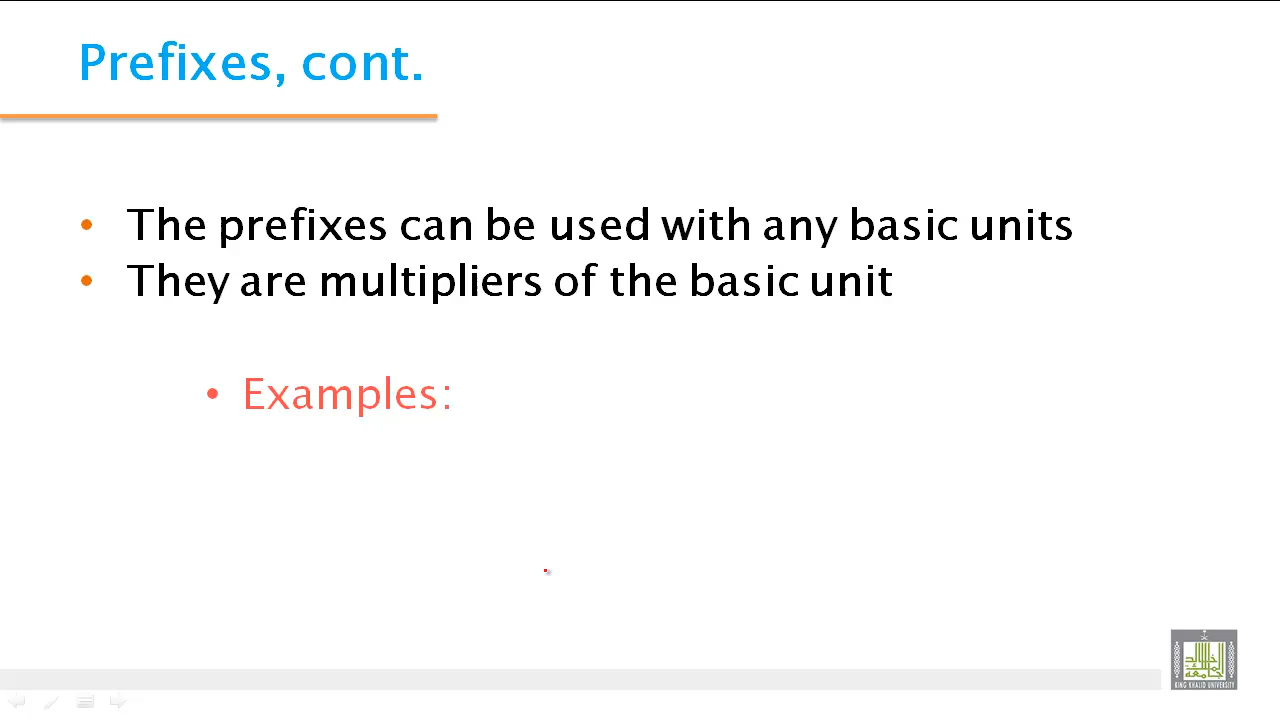 Prefixes, cont.
• The prefixes can be used with any basic units
• They are multipliers of the basic unit
• Examples:
KING KHALID UNIVERSITY